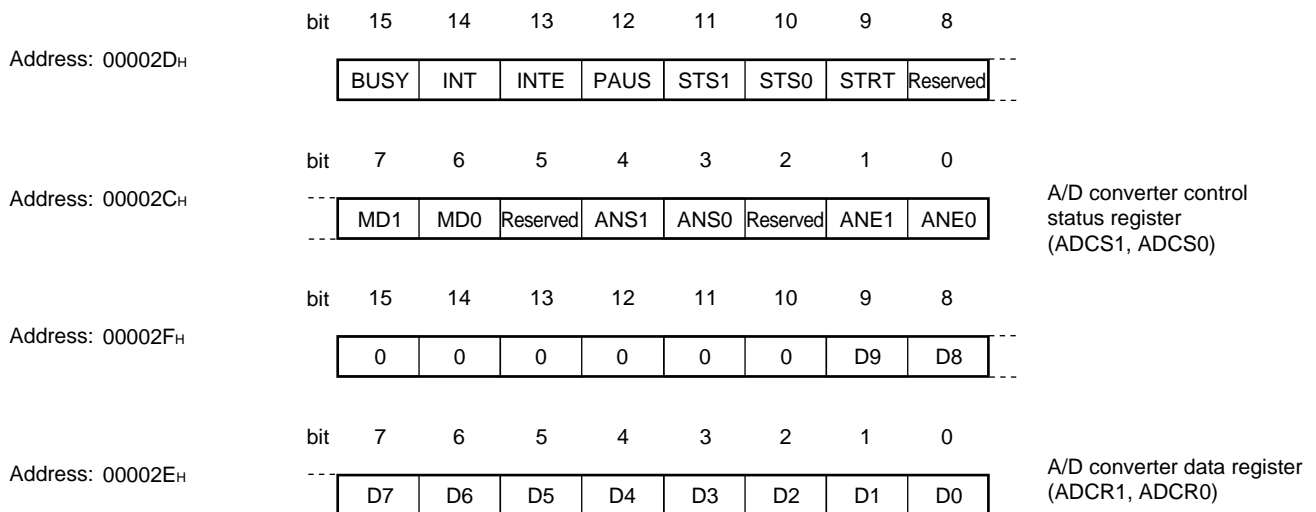 bit 15 14 13 12 11 10 9 8
Address: 00002DH
BUSY INT INTE PAUS STS1 STS0 STRT Reserved
bit 7 6 5 4 3 2 1 0
Address: 00002CH
MD1 MD0 Reserved ANS1 ANS0 Reserved ANE1 ANE0
A/D converter control
status register
(ADCS1, ADCS0)
bit 15 14 13 12 11 10 9 8
Address: 00002FH
0 0 0 0 0 0 D9 D8
bit 7 6 5 4 3 2 1 0
Address: 00002EH
D7 D6 D5 D4 D3 D2 D1 D0
A/D converter data register
(ADCR1, ADCR0)